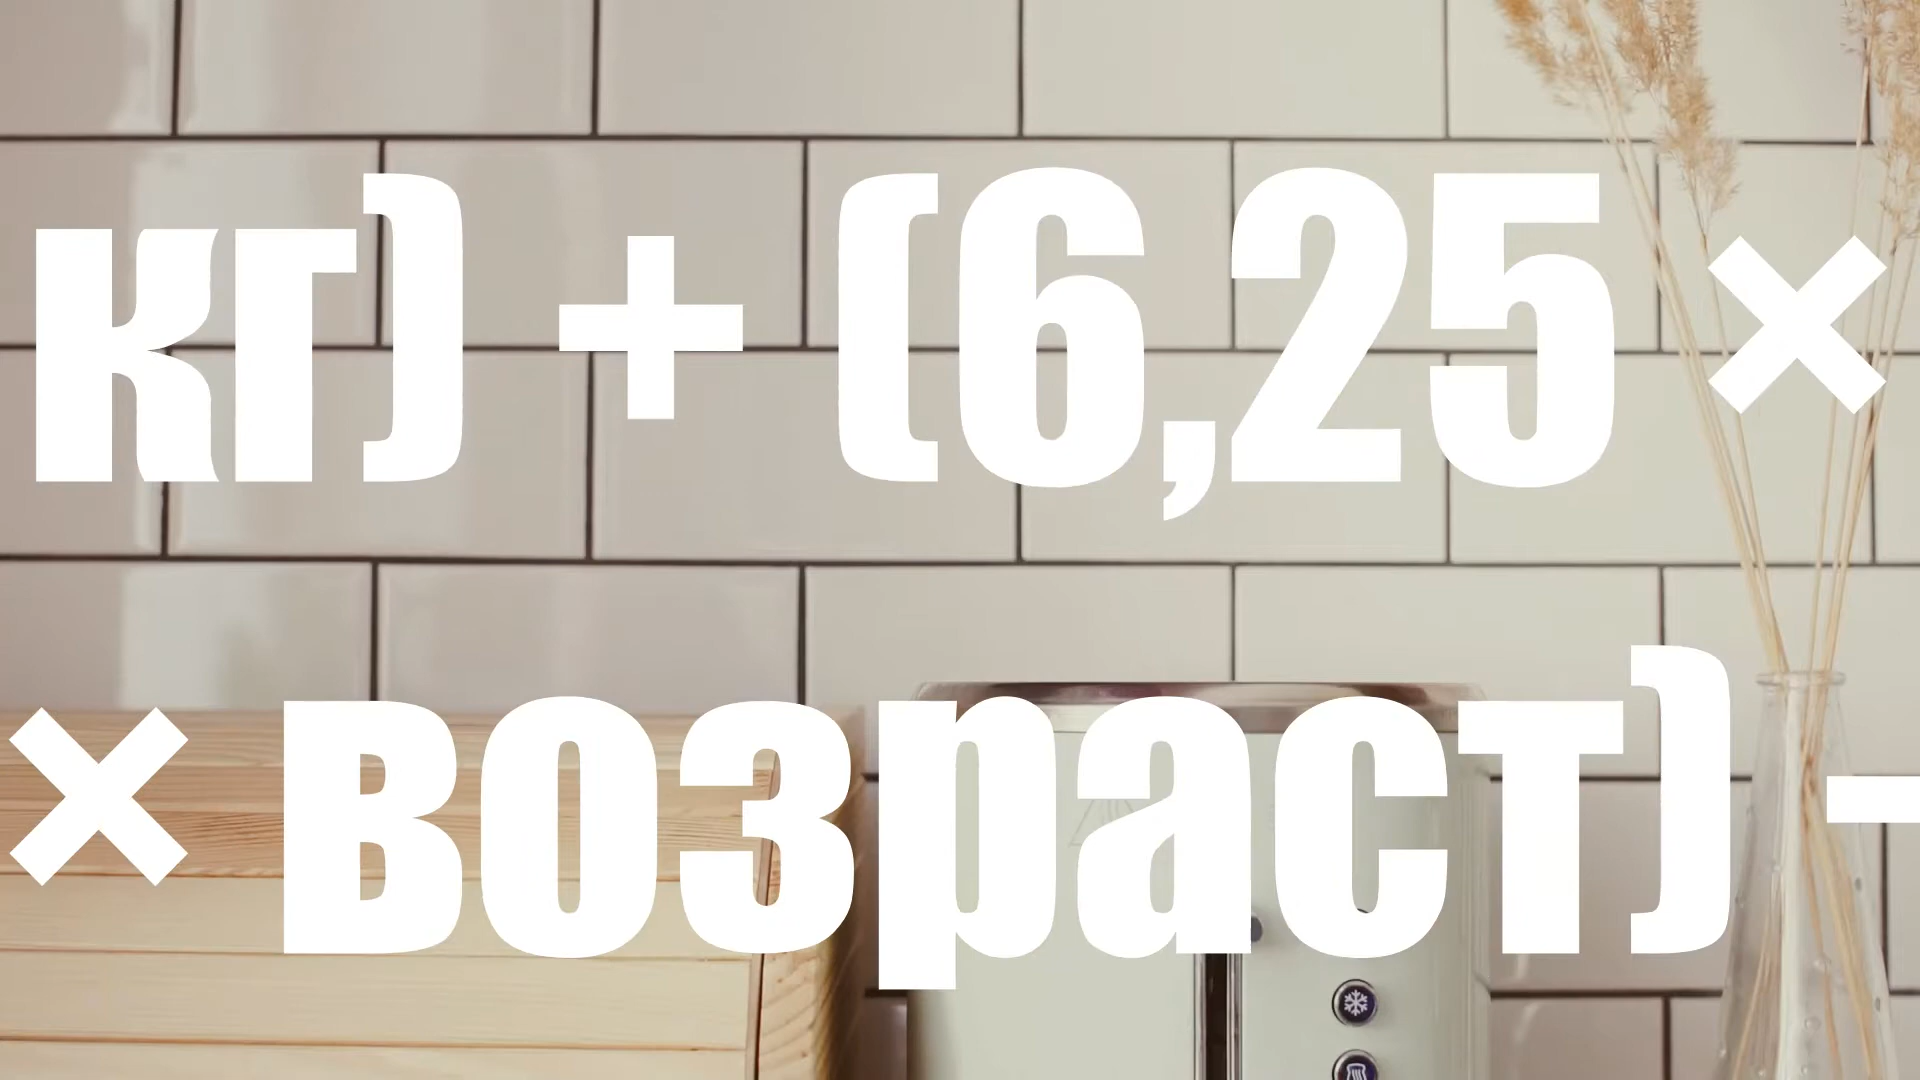 кг) + (6,25 ×
× возраст) -